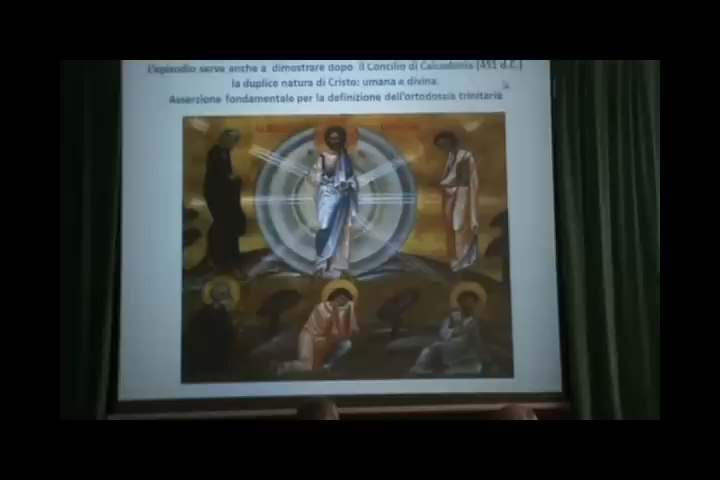 L'episodio serve anche a dimostrare dopo il Concilio di Calcedonia (451 d.C.)
la duplice natura di Cristo: umana e divina.
Asserzione fondamentale per la definizione dell'ortodossia trinitaria